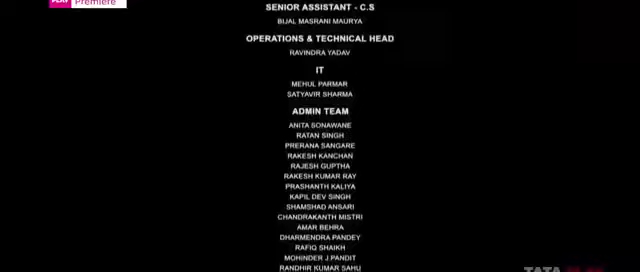 PLAY
Premiere
SENIOR ASSISTANT - C.S
BIJAL MASRANI MAURYA
OPERATIONS & TECHNICAL HEAD
RAVINDRA YADAV
IT
MEHUL PARMAR
SATYAVIR SHARMA
ADMIN TEAM
ANITA SONAWANE
RATAN SINGH
PRERANA SANGARE
RAKESH KANCHAN
RAJESH GUPTHA
RAKESH KUMAR RAY
PRASHANTH KALIYA
KAPIL DEV SINGH
SHAMSHAD ANSARI
CHANDRAKANTH MISTRI
AMAR BEHRA
DHARMENDRA PANDEY
RAFIQ SHAIKH
MOHINDER J.PANDIT
RANDHIR KUMAR SAHU
TATA